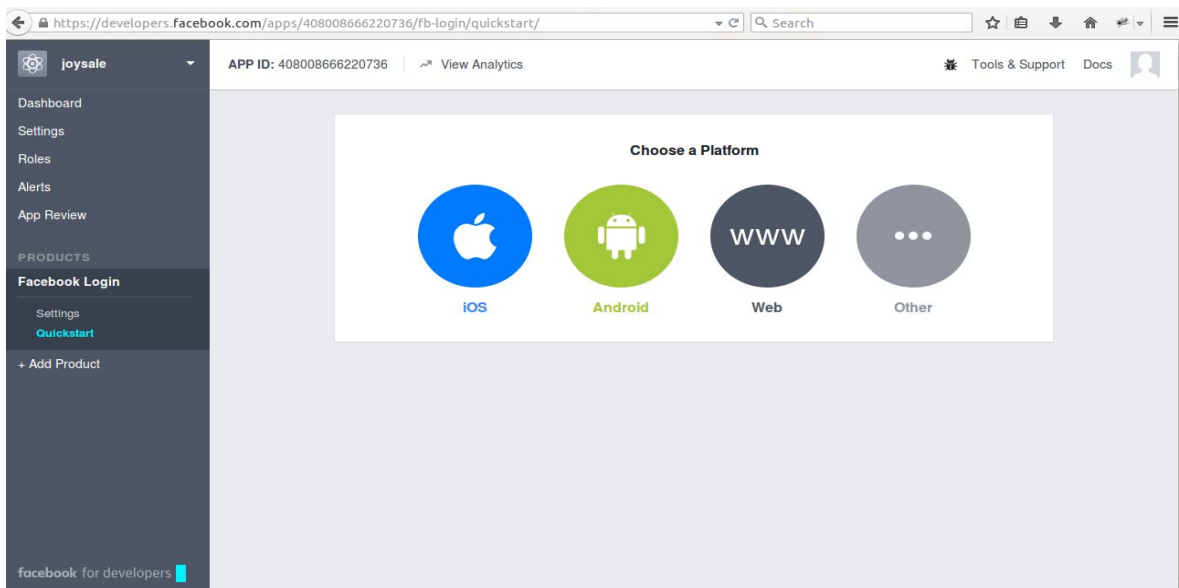 https://developers.facebook.com/apps/408008666220736/fb-login/quickstart/
Search
joysale
APP ID: 408008666220736
View Analytics
Tools & Support
Docs
Dashboard
Settings
Roles
Alerts
App Review
PRODUCTS
Facebook Login
Settings
Quickstart
+ Add Product
Choose a Platform
www
iOS
Android
Web
Other
facebook for developers